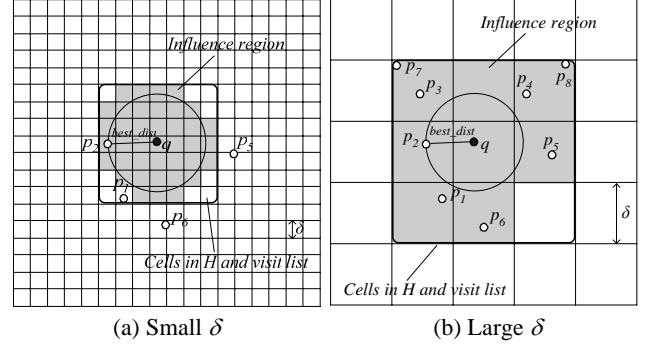 Influence region
best_dist
p2
q
p5
p1
p6
δ
Cells in H and visit list
(a) Small δ
Influence region
p7
p8
p3
p4
best_dist
p2
q
p5
p1
p6
δ
Cells in H and visit list
(b) Large δ